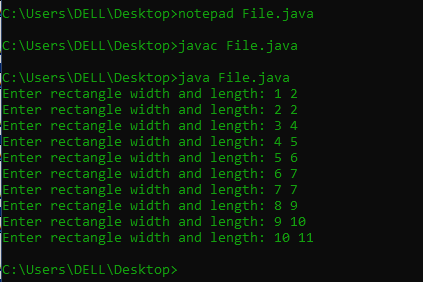 C:\Users\DELL\Desktop>notepad File.java
C:\Users\DELL\Desktop>javac File.java
C:\Users\DELL\Desktop>java File.java
Enter rectangle width and length: 1 2
Enter rectangle width and length: 2 2
Enter rectangle width and length: 3 4
Enter rectangle width and length: 4 5
Enter rectangle width and length: 5 6
Enter rectangle width and length: 6 7
Enter rectangle width and length: 7 7
Enter rectangle width and length: 8 9
Enter rectangle width and length: 9 10
Enter rectangle width and length: 10 11
C:\Users\DELL\Desktop>